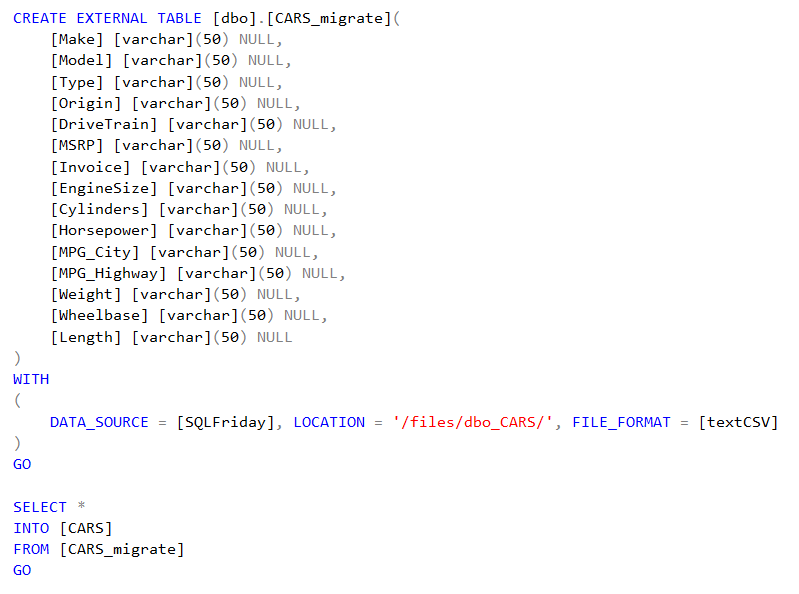 CREATE EXTERNAL TABLE [dbo].[CARS_migrate](
[Make] [varchar](50) NULL,
[Model] [varchar](50) NULL,
[Type] [varchar](50) NULL,
[Origin] [varchar](50) NULL,
[DriveTrain] [varchar](50) NULL,
[MSRP] [varchar](50) NULL,
[Invoice] [varchar](50) NULL,
[EngineSize] [varchar](50) NULL,
[Cylinders] [varchar](50) NULL,
[Horsepower] [varchar](50) NULL,
[MPG_City] [varchar](50) NULL,
[MPG_Highway] [varchar](50) NULL,
[Weight] [varchar](50) NULL,
[Wheelbase] [varchar](50) NULL,
[Length] [varchar](50) NULL
)
WITH
(
DATA_SOURCE = [SQLFriday], LOCATION = '/files/dbo_CARS/', FILE_FORMAT = [textCSV]
)
GO
SELECT *
INTO [CARS]
FROM [CARS_migrate]
GO